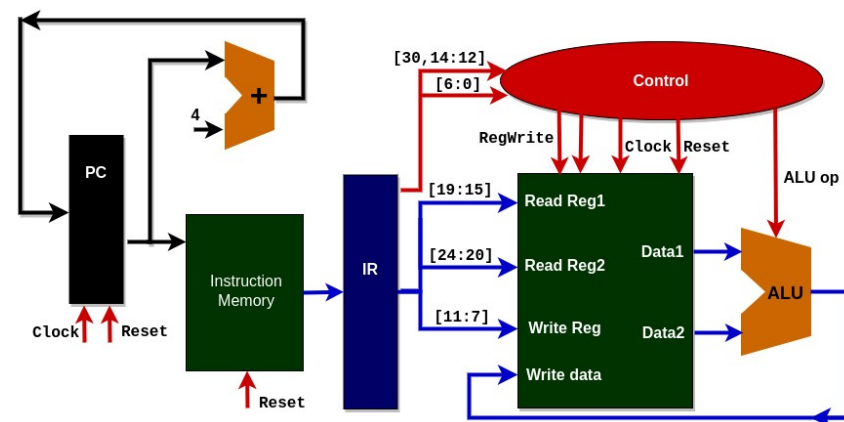 [30,14:12]
Control
[6:0]
+
4
RegWrite
Clock Reset
PC
ALU op
[19:15]
Read Reg1
Data1
[24:20]
Read Reg2
IR
Instruction
Memory
ALU
[11:7]
Write Reg
Data2
Clock
Reset
Write data
Reset